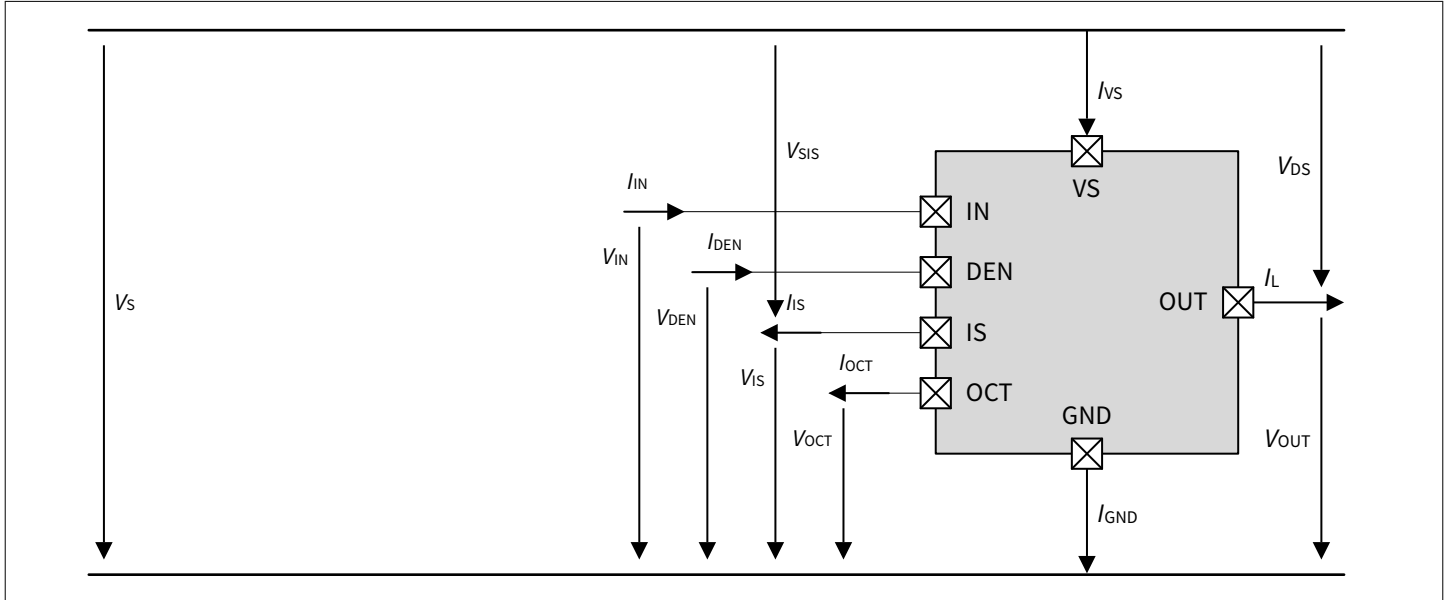 IVS
VSIS
VDS
VS
IIN
IN
VIN
IDEN
DEN
VS
VDEN
IIS
IS
OUT
IL
VIS
IOCT
OCT
GND
VOCT
VOUT
IGND